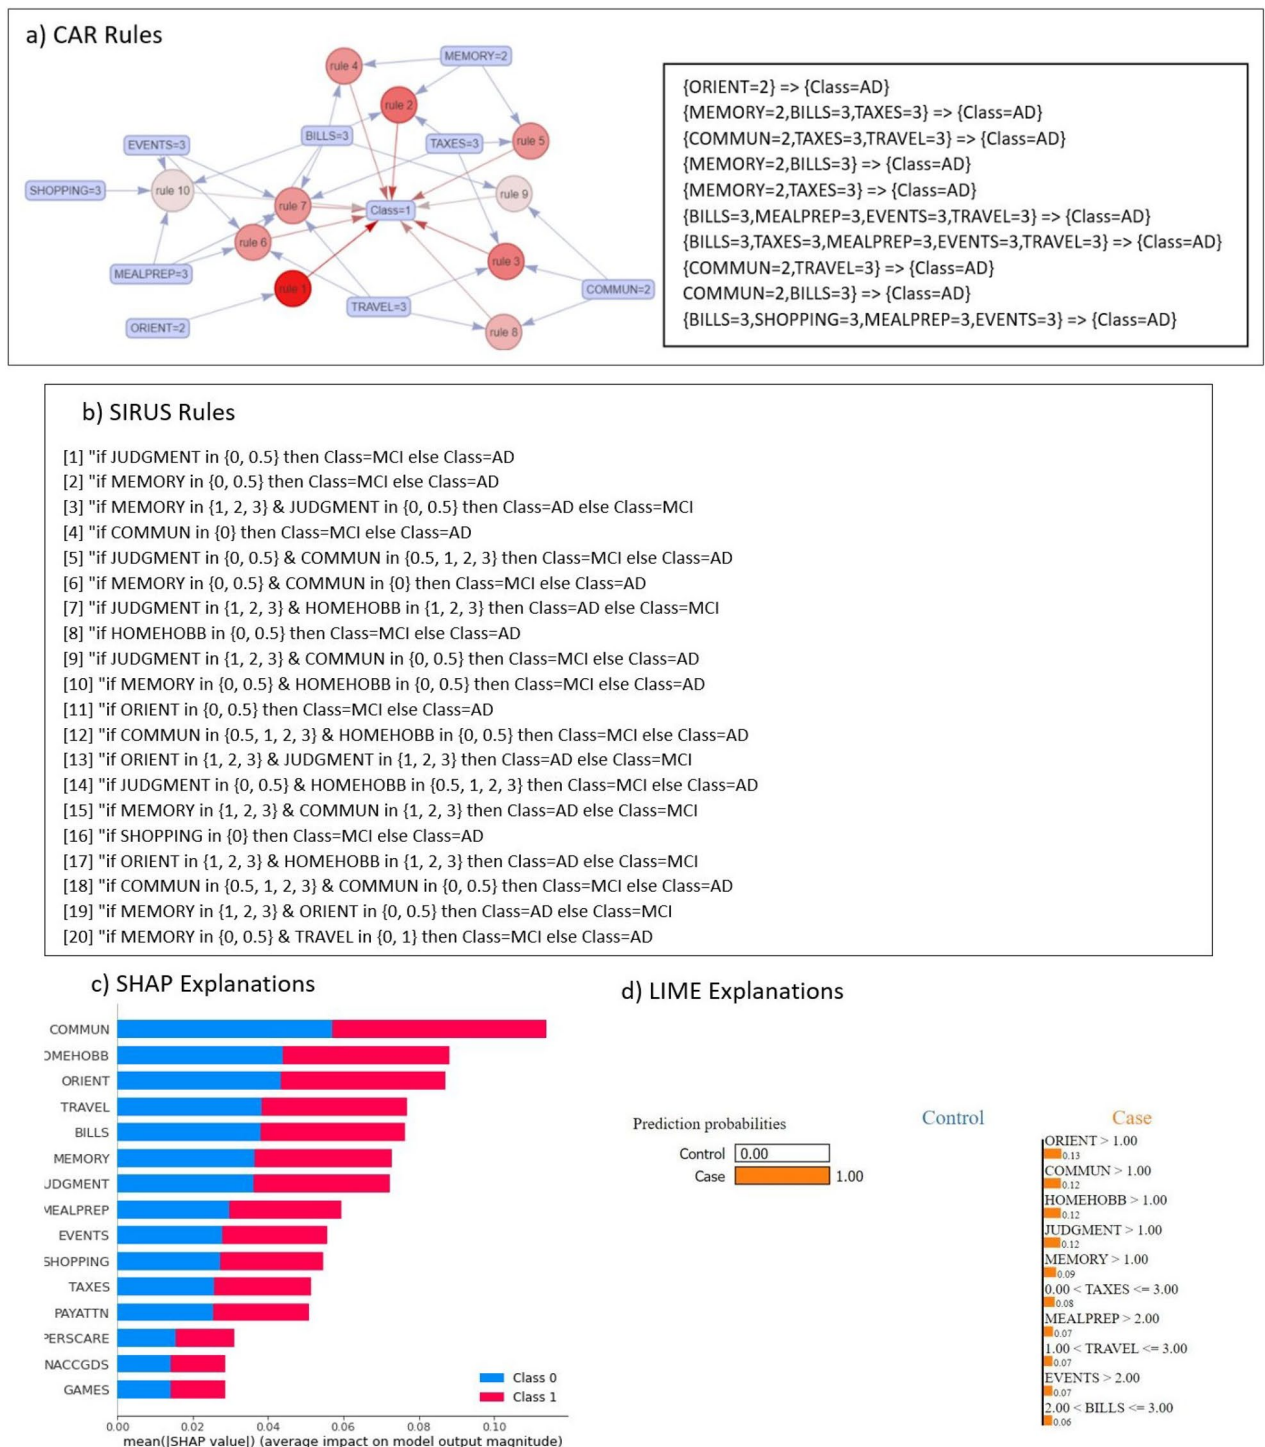 a) CAR Rules
MEMORY=2
rule 4
rule 2
BILLS=3
TAXES=3
rule 5
EVENTS=3
SHOPPING=3
rule 10
rule 7
Class=1
rule 9
rule 6
MEALPREP=3
rule 1
rule 3
TRAVEL=3
COMMUN=2
ORIENT=2
rule 8
{ORIENT=2} => {Class=AD}
{MEMORY=2,BILLS=3,TAXES=3} => {Class=AD}
{COMMUN=2,TAXES=3,TRAVEL=3} => {Class=AD}
{MEMORY=2,BILLS=3} => {Class=AD}
{MEMORY=2,TAXES=3} => {Class=AD}
{BILLS=3,MEALPREP=3,EVENTS=3,TRAVEL=3} => {Class=AD}
{BILLS=3,TAXES=3,MEALPREP=3,EVENTS=3,TRAVEL=3} => {Class=AD}
{COMMUN=2,TRAVEL=3} => {Class=AD}
COMMUN=2,BILLS=3} => {Class=AD}
{BILLS=3,SHOPPING=3,MEALPREP=3,EVENTS=3} => {Class=AD}
b) SIRUS Rules
[1] "if JUDGMENT in {0, 0.5} then Class=MCI else Class=AD
[2] "if MEMORY in {0, 0.5} then Class=MCI else Class=AD
[3] "if MEMORY in {1, 2, 3} & JUDGMENT in {0, 0.5} then Class=AD else Class=MCI
[4] "if COMMUN in {0} then Class=MCI else Class=AD
[5] "if JUDGMENT in {0, 0.5} & COMMUN in {0.5, 1, 2, 3} then Class=MCI else Class=AD
[6] "if MEMORY in {0, 0.5} & COMMUN in {0} then Class=MCI else Class=AD
[7] "if JUDGMENT in {1, 2, 3} & HOMEHOBB in {1, 2, 3} then Class=AD else Class=MCI
[8] "if HOMEHOBB in {0, 0.5} then Class=MCI else Class=AD
[9] "if JUDGMENT in {1, 2, 3} & COMMUN in {0, 0.5} then Class=MCI else Class=AD
[10] "if MEMORY in {0, 0.5} & HOMEHOBB in {0, 0.5} then Class=MCI else Class=AD
[11] "if ORIENT in {0, 0.5} then Class=MCI else Class=AD
[12] "if COMMUN in {0.5, 1, 2, 3} & HOMEHOBB in {0, 0.5} then Class=MCI else Class=AD
[13] "if ORIENT in {1, 2, 3} & JUDGMENT in {1, 2, 3} then Class=AD else Class=MCI
[14] "if JUDGMENT in {0, 0.5} & HOMEHOBB in {0.5, 1, 2, 3} then Class=MCI else Class=AD
[15] "if MEMORY in {1, 2, 3} & COMMUN in {1, 2, 3} then Class=AD else Class=MCI
[16] "if SHOPPING in {0} then Class=MCI else Class=AD
[17] "if ORIENT in {1, 2, 3} & HOMEHOBB in {1, 2, 3} then Class=AD else Class=MCI
[18] "if COMMUN in {0.5, 1, 2, 3} & COMMUN in {0, 0.5} then Class=MCI else Class=AD
[19] "if MEMORY in {1, 2, 3} & ORIENT in {0, 0.5} then Class=AD else Class=MCI
[20] "if MEMORY in {0, 0.5} & TRAVEL in {0, 1} then Class=MCI else Class=AD
c) SHAP Explanations
COMMUN
OMEHOBB
ORIENT
TRAVEL
BILLS
MEMORY
UDGMENT
MEALPREP
EVENTS
SHOPPING
TAXES
PAYATTN
PERSCARE
NACCGDS
GAMES
Class 0
Class 1
0.00 0.02 0.04 0.06 0.08 0.10
mean(|SHAP value|) (average impact on model output magnitude)
d) LIME Explanations
Prediction probabilities
Control 0.00
Case 1.00
Control Case
ORIENT > 1.00
0.13
COMMUN > 1.00
0.12
HOMEHOBB > 1.00
0.12
JUDGMENT > 1.00
0.12
MEMORY > 1.00
0.09
0.00 < TAXES <= 3.00
0.08
MEALPREP > 2.00
0.07
1.00 < TRAVEL <= 3.00
0.07
EVENTS > 2.00
0.07
2.00 < BILLS <= 3.00
0.06